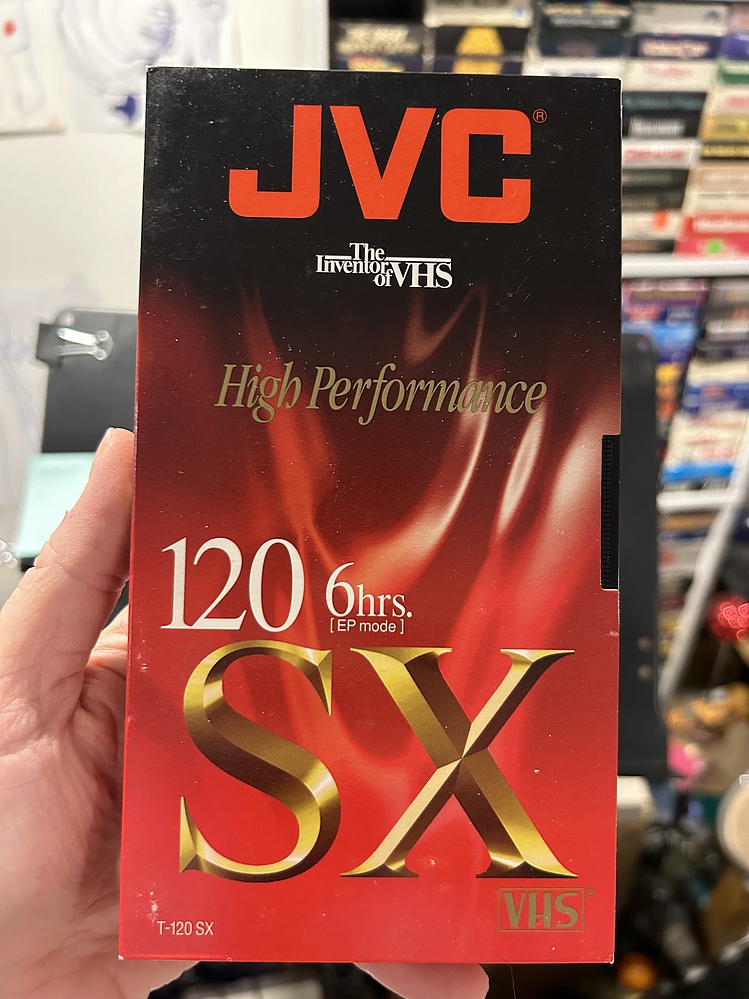 JVC®
The
Inventor
of VHS
High Performance
120 6hrs.
[ EP mode ]
SX
VHS
T-120 SX